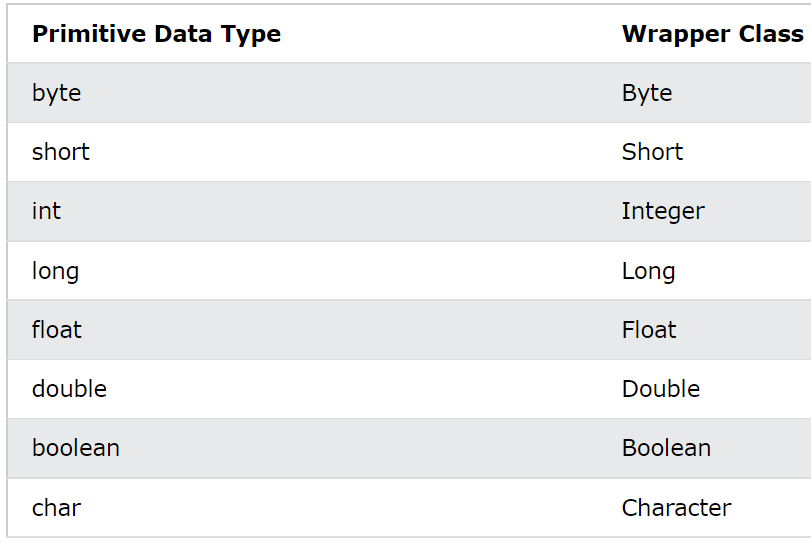 Primitive Data Type Wrapper Class
byte Byte
short Short
int Integer
long Long
float Float
double Double
boolean Boolean
char Character